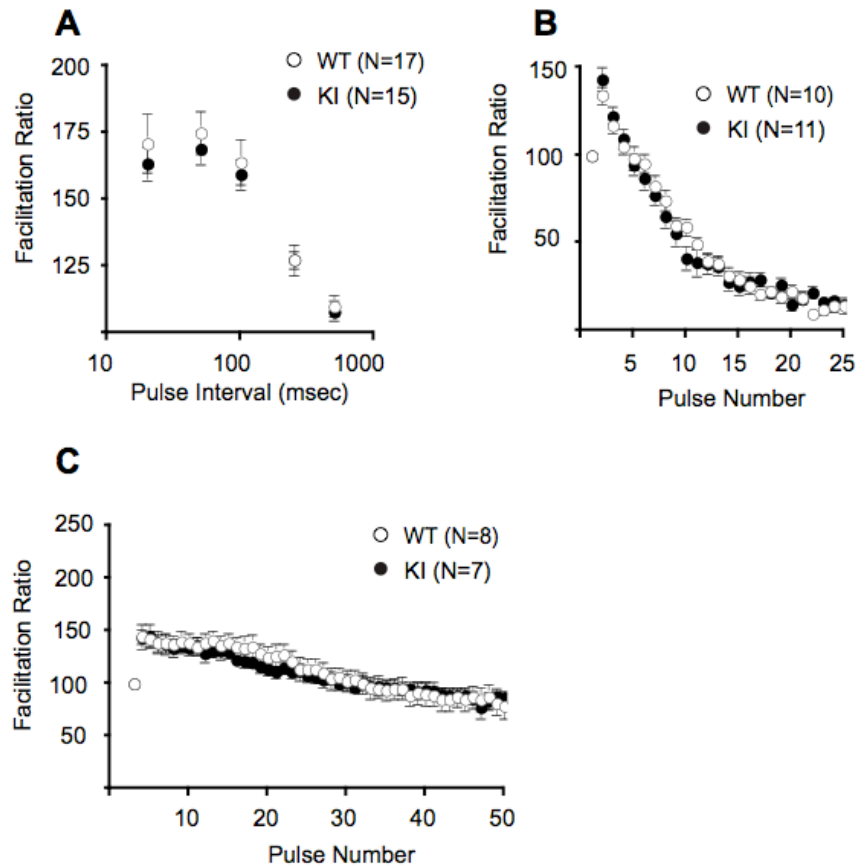 A
WT (N=17)
KI (N=15)
Facilitation Ratio
200
175
150
125
10 100 1000
Pulse Interval (msec)
B
WT (N=10)
KI (N=11)
Facilitation Ratio
150
100
50
5 10 15 20 25
Pulse Number
C
WT (N=8)
KI (N=7)
Facilitation Ratio
250
200
150
100
50
10 20 30 40 50
Pulse Number